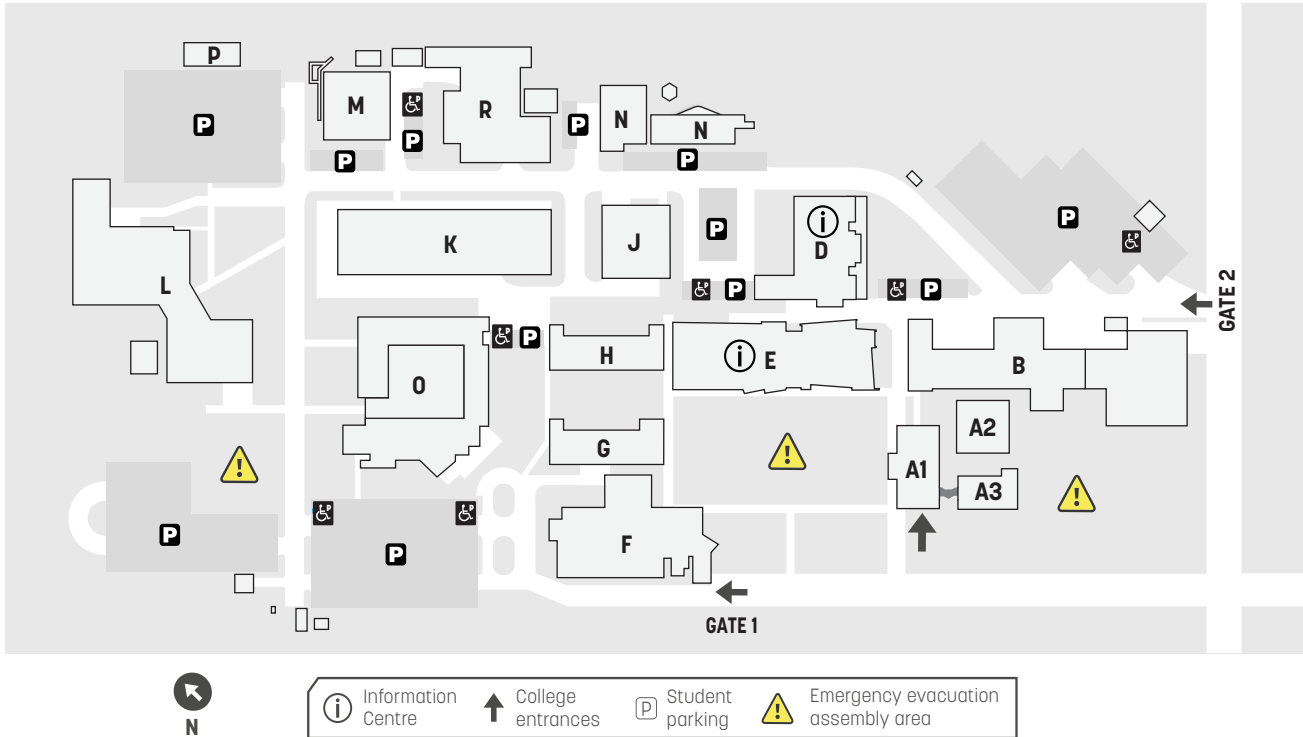 P
P
M
P
P
P
R
P
N
N
P
L
K
J
P
i
D
P
P
P
P
P
GATE 2
P
P
O
H
i
E
B
G
A1
A2
A3
P
P
P
P
F
GATE 1
N
i Information
Centre
College
entrances
P Student
parking
Emergency evacuation
assembly area